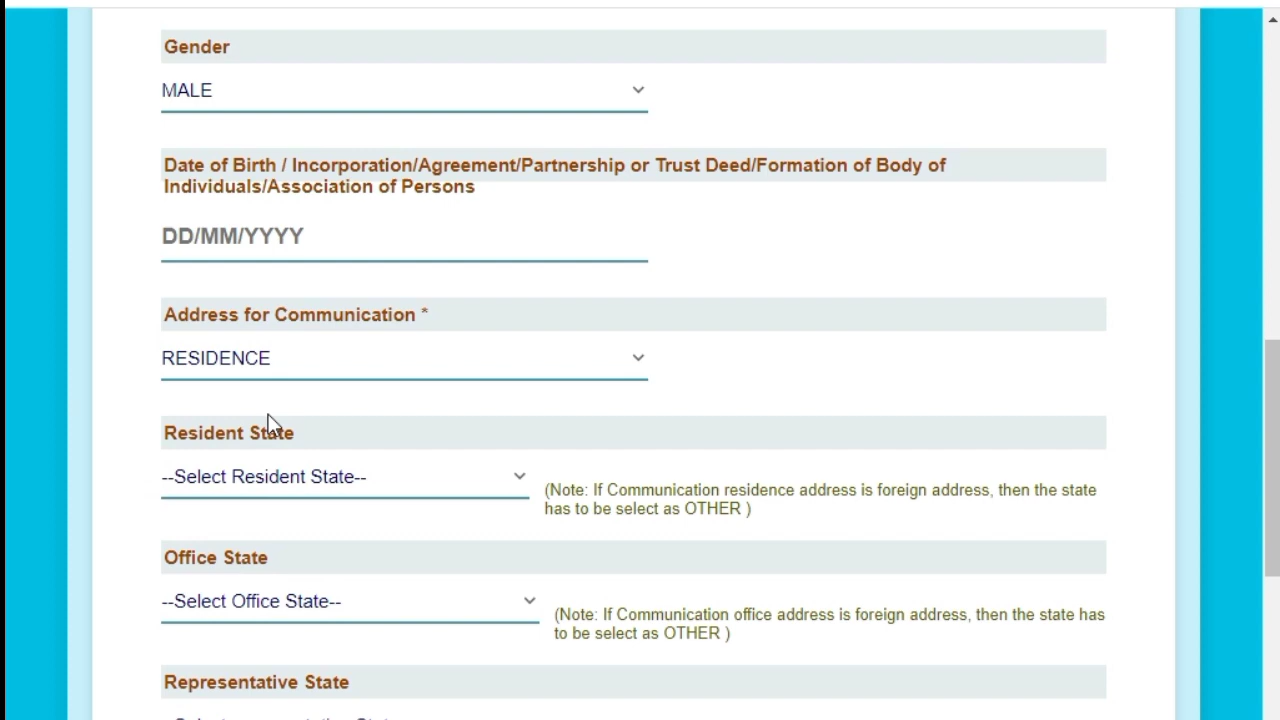 Gender
MALE
Date of Birth / Incorporation/Agreement/Partnership or Trust Deed/Formation of Body of
Individuals/Association of Persons
DD/MM/YYYY
Address for Communication *
RESIDENCE
Resident State
--Select Resident State--
(Note: If Communication residence address is foreign address, then the state
has to be select as OTHER )
Office State
--Select Office State--
(Note: If Communication office address is foreign address, then the state has
to be select as OTHER )
Representative State